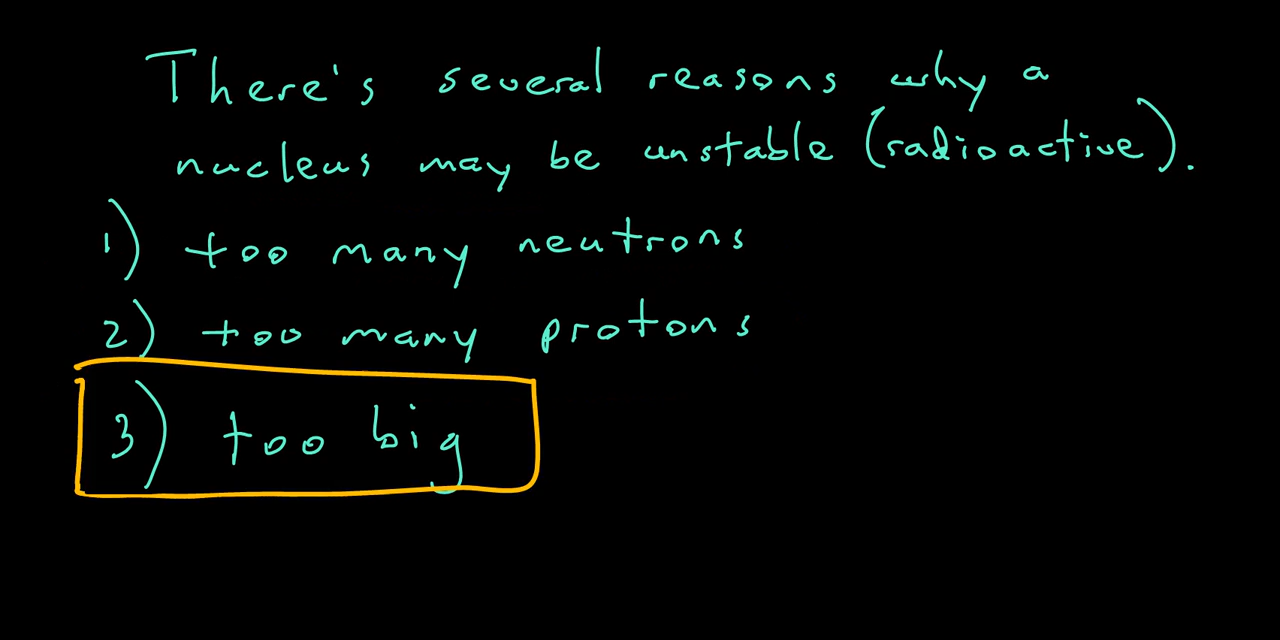 There's several reasons why a
nucleus may be unstable (radioactive).
1) too many neutrons
2) too many protons
3) too big